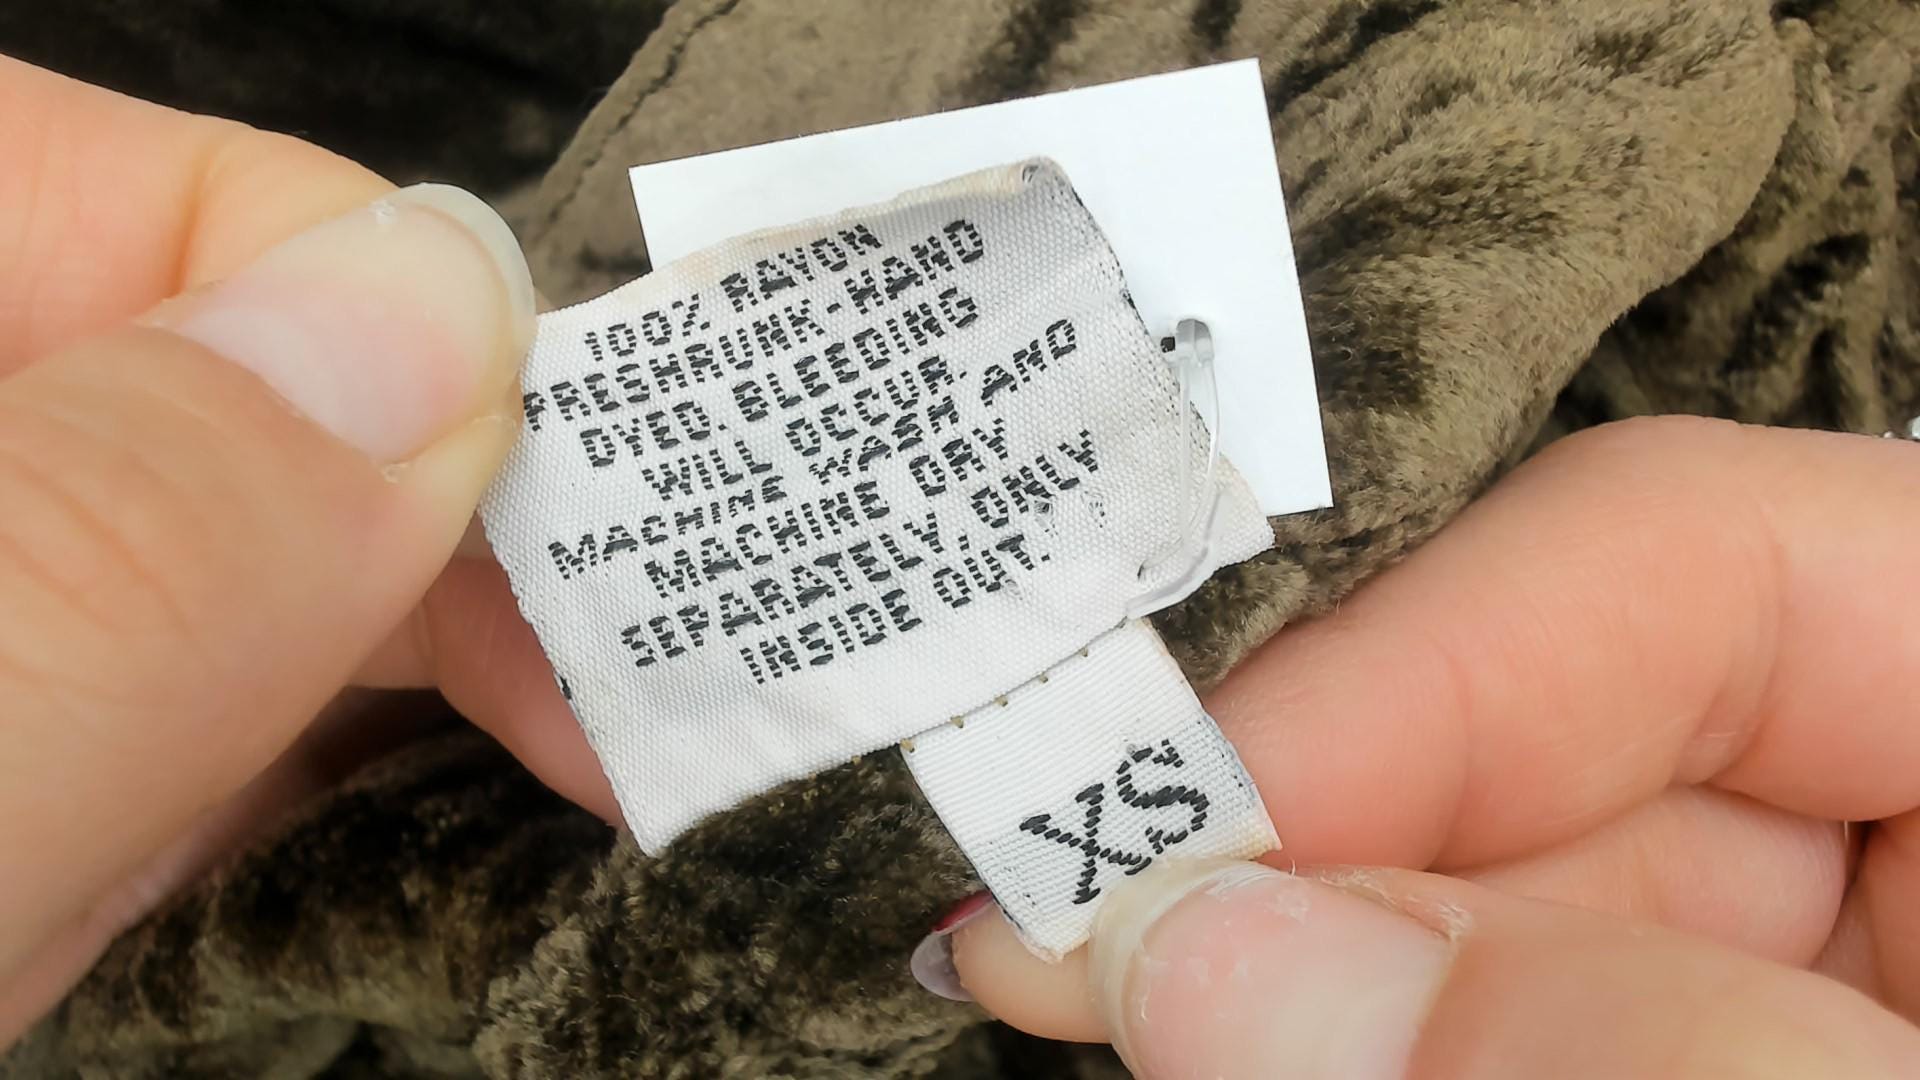 100% RAYON
PRESHRUNK-HAND
DYED. BLEEDING
WILL OCCUR.
MACHINE WASH AND
MACHINE DRY
SEPARATELY, ONLY
INSIDE OUT.
XS